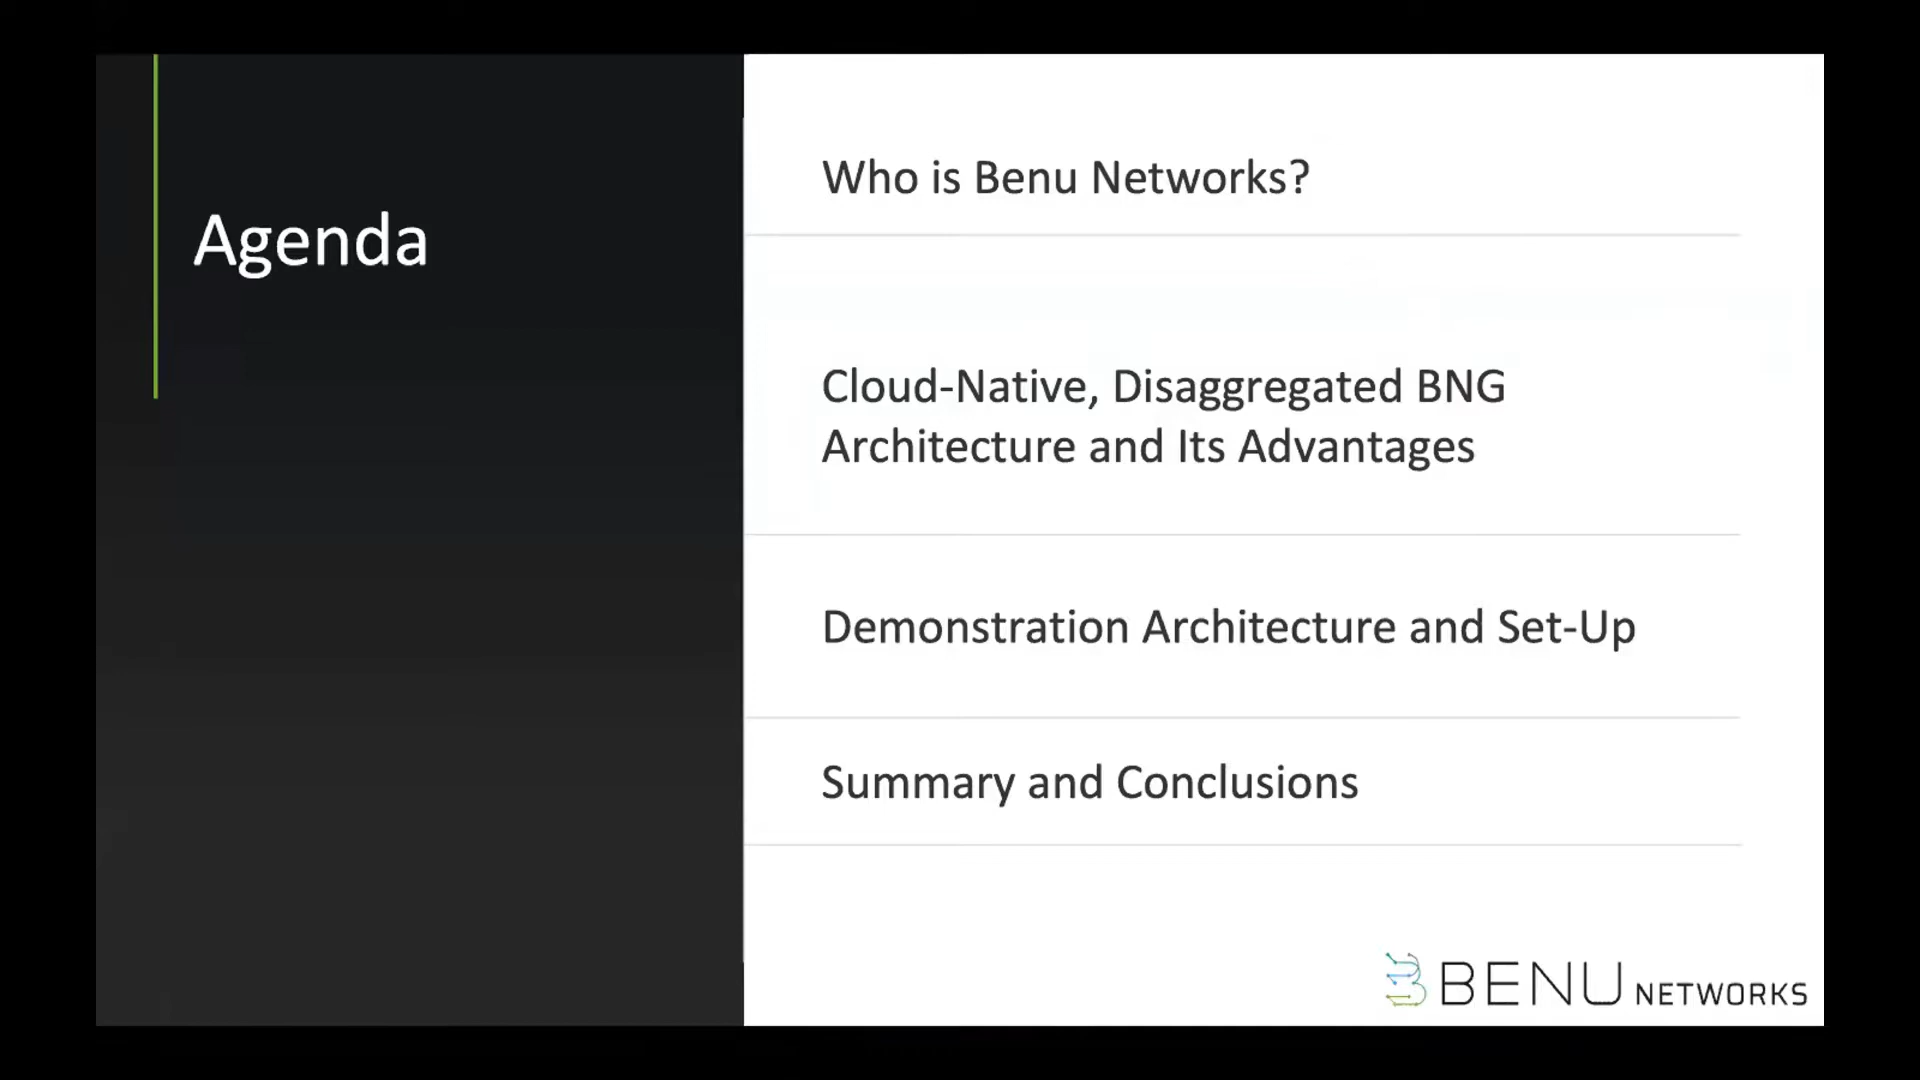 Agenda
Who is Benu Networks?
Cloud-Native, Disaggregated BNG
Architecture and Its Advantages
Demonstration Architecture and Set-Up
Summary and Conclusions
BENU NETWORKS